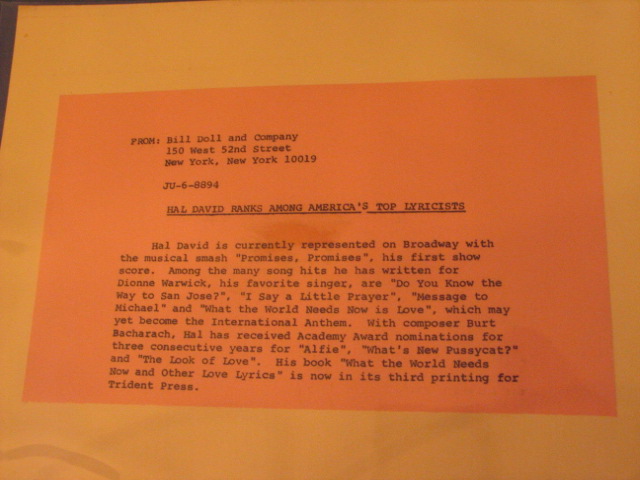 FROM: Bill Doll and Company
150 West 52nd Street
New York, New York 10019
JU-6-8894
HAL DAVID RANKS AMONG AMERICA'S TOP LYRICISTS
Hal David is currently represented on Broadway with
the musical smash "Promises, Promises", his first show
score. Among the many song hits he has written for
Dionne Warwick, his favorite singer, are "Do You Know the
Way to San Jose?", "I Say a Little Prayer", "Message to
Michael" and "What the World Needs Now is Love", which may
yet become the International Anthem. With composer Burt
Bacharach, Hal has received Academy Award nominations for
three consecutive years for "Alfie", "What's New Pussycat?"
and "The Look of Love". His book "What the World Needs
Now and Other Love Lyrics" is now in its third printing for
Trident Press.